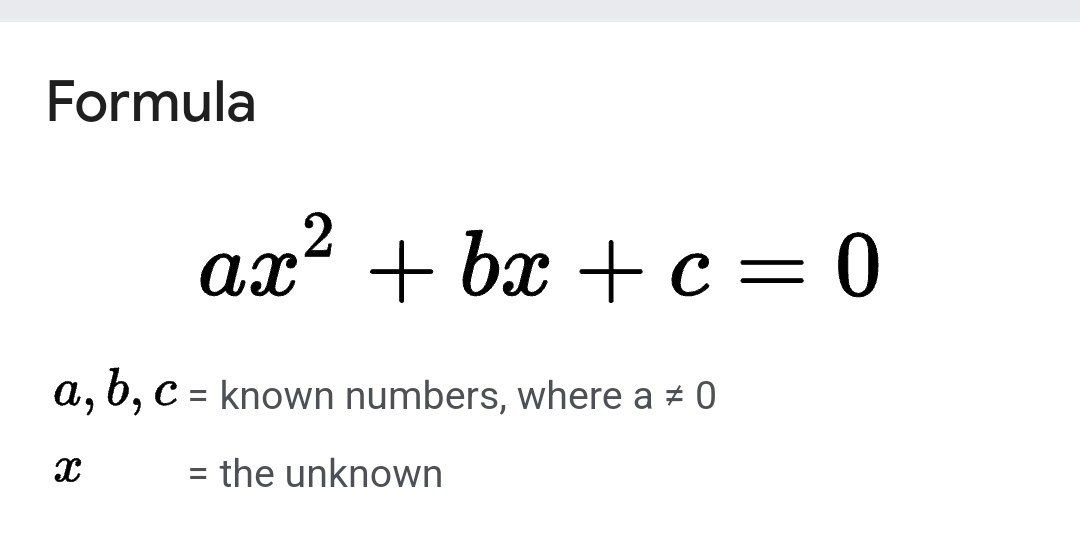 Formula
ax² + bx + c = 0
a, b, c = known numbers, where a ≠ 0
x = the unknown